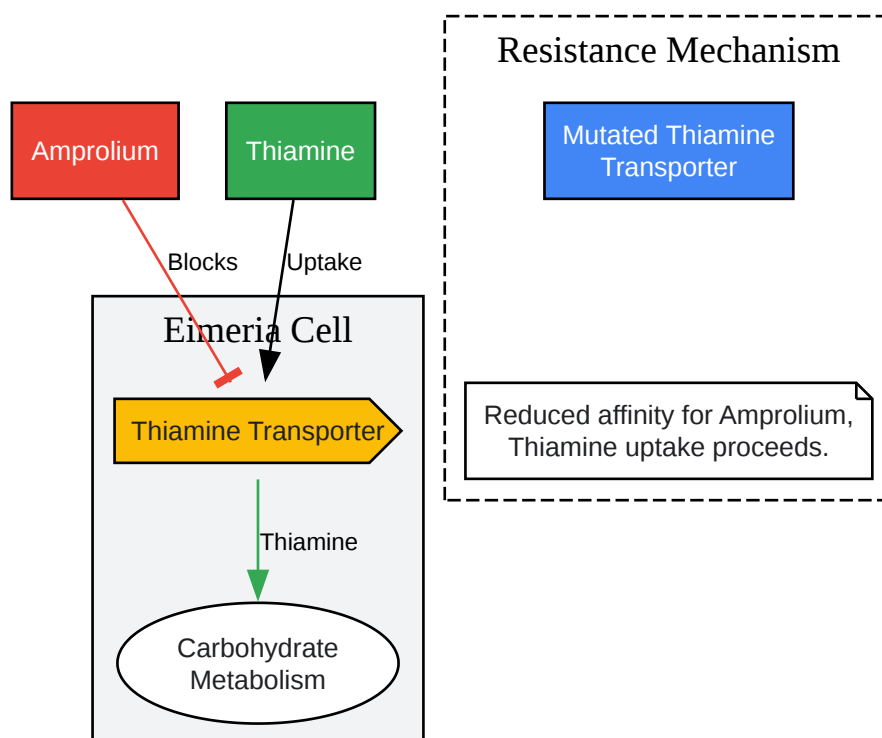 Resistance Mechanism
Amprolium
Thiamine
Mutated Thiamine
Transporter
Blocks
Uptake
Eimeria Cell
Thiamine Transporter
Reduced affinity for Amprolium,
Thiamine uptake proceeds.
Thiamine
Carbohydrate
Metabolism